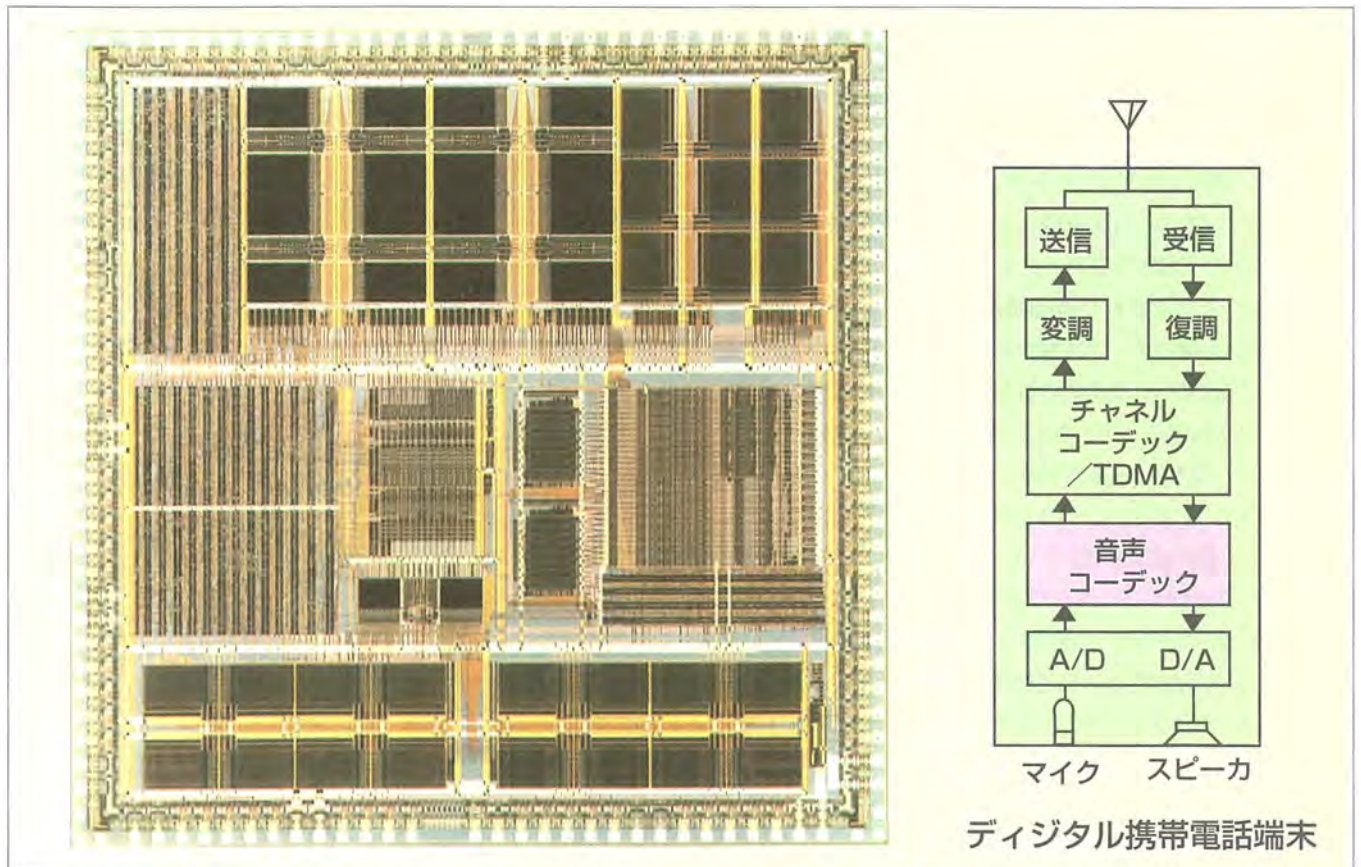 送信
受信
変調
復調
チャネル
コーデック
／TDMA
音声
コーデック
A/D
D/A
マイク
スピーカ
ディジタル携帯電話端末